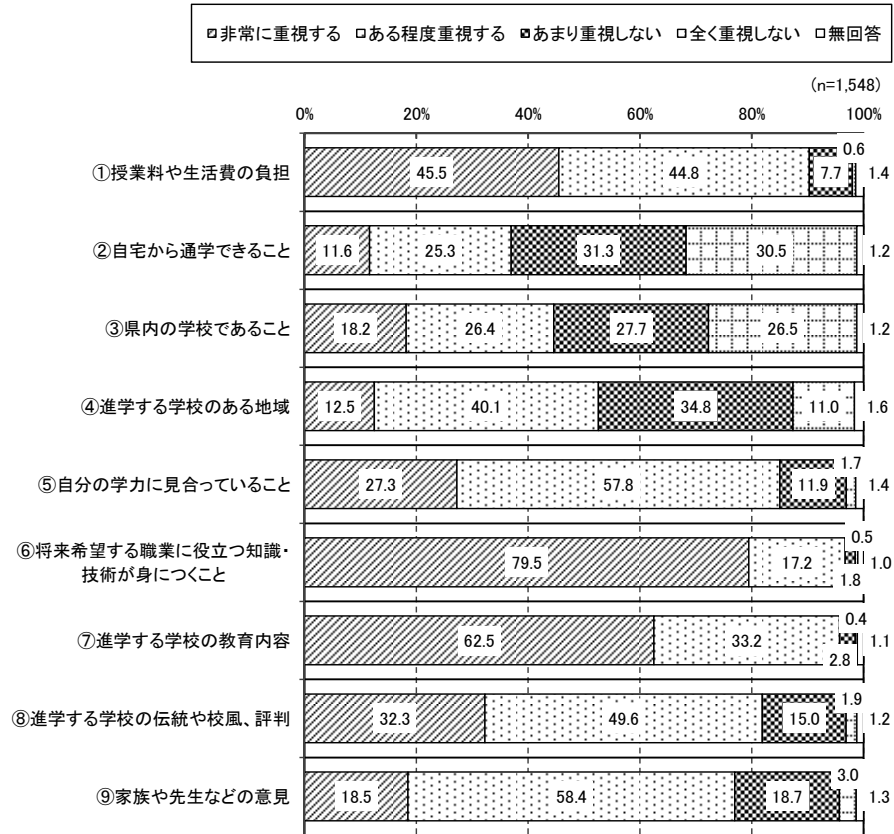 非常に重視する ある程度重視する あまり重視しない 全く重視しない 無回答
(n=1,548)
0% 20% 40% 60% 80% 100%
①授業料や生活費の負担 45.5 44.8 7.7 0.6 1.4
②自宅から通学できること 11.6 25.3 31.3 30.5 1.2
③県内の学校であること 18.2 26.4 27.7 26.5 1.2
④進学する学校のある地域 12.5 40.1 34.8 11.0 1.6
⑤自分の学力に見合っていること 27.3 57.8 11.9 1.7 1.4
⑥将来希望する職業に役立つ知識・
技術が身につくこと 79.5 17.2 1.8 0.5 1.0
⑦進学する学校の教育内容 62.5 33.2 2.8 0.4 1.1
⑧進学する学校の伝統や校風、評判 32.3 49.6 15.0 1.9 1.2
⑨家族や先生などの意見 18.5 58.4 18.7 3.0 1.3